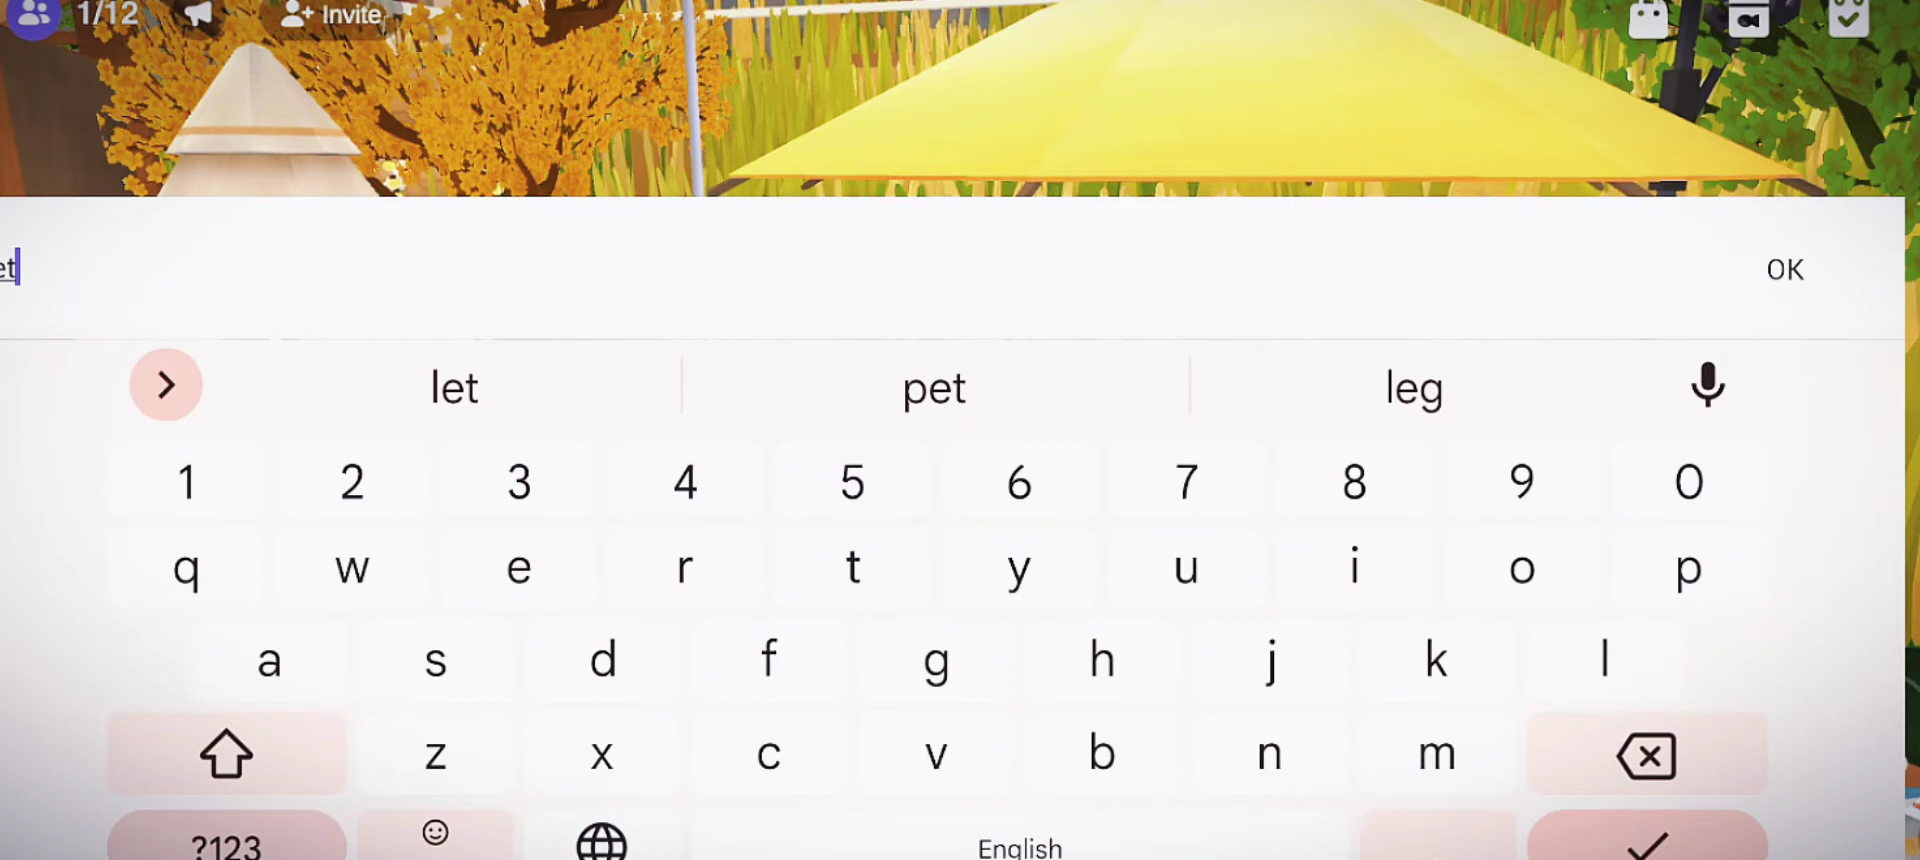 1/12 Invite
et
OK
let pet leg
1 2 3 4 5 6 7 8 9 0
q w e r t y u i o p
a s d f g h j k l
z x c v b n m
?123 English